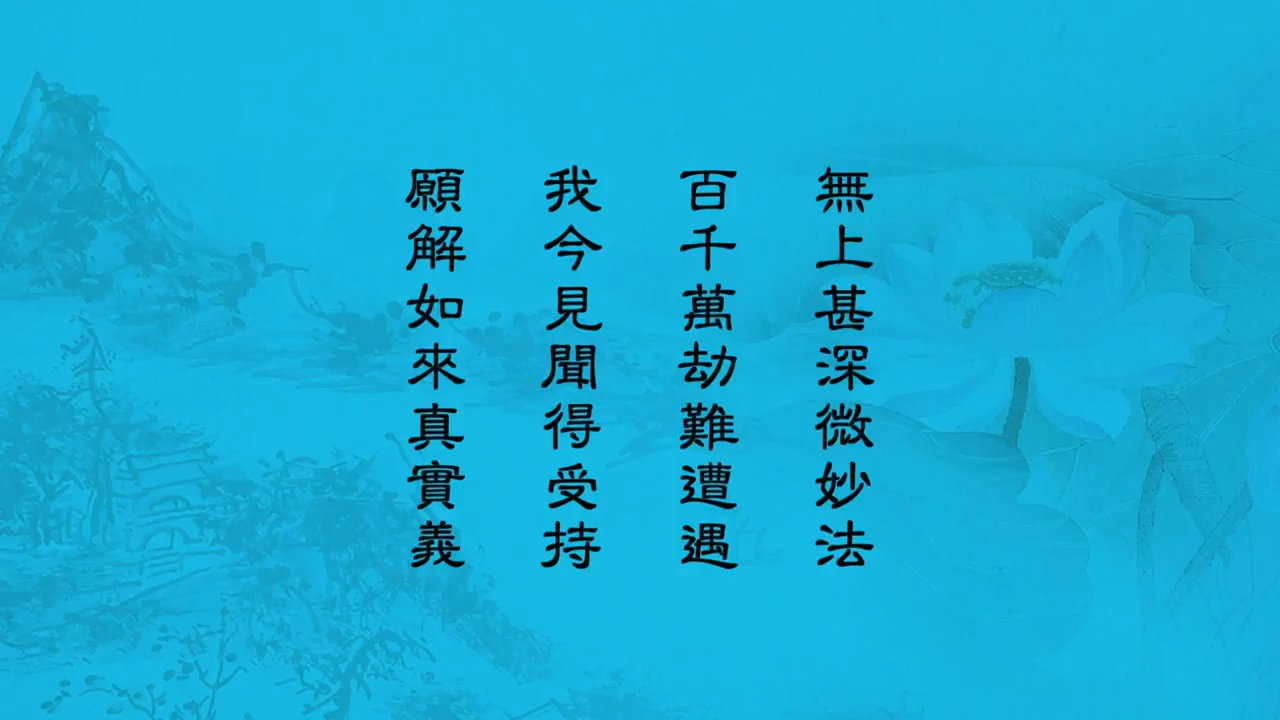 無上甚深微妙法
百千萬劫難遭遇
我今見聞得受持
願解如來真實義